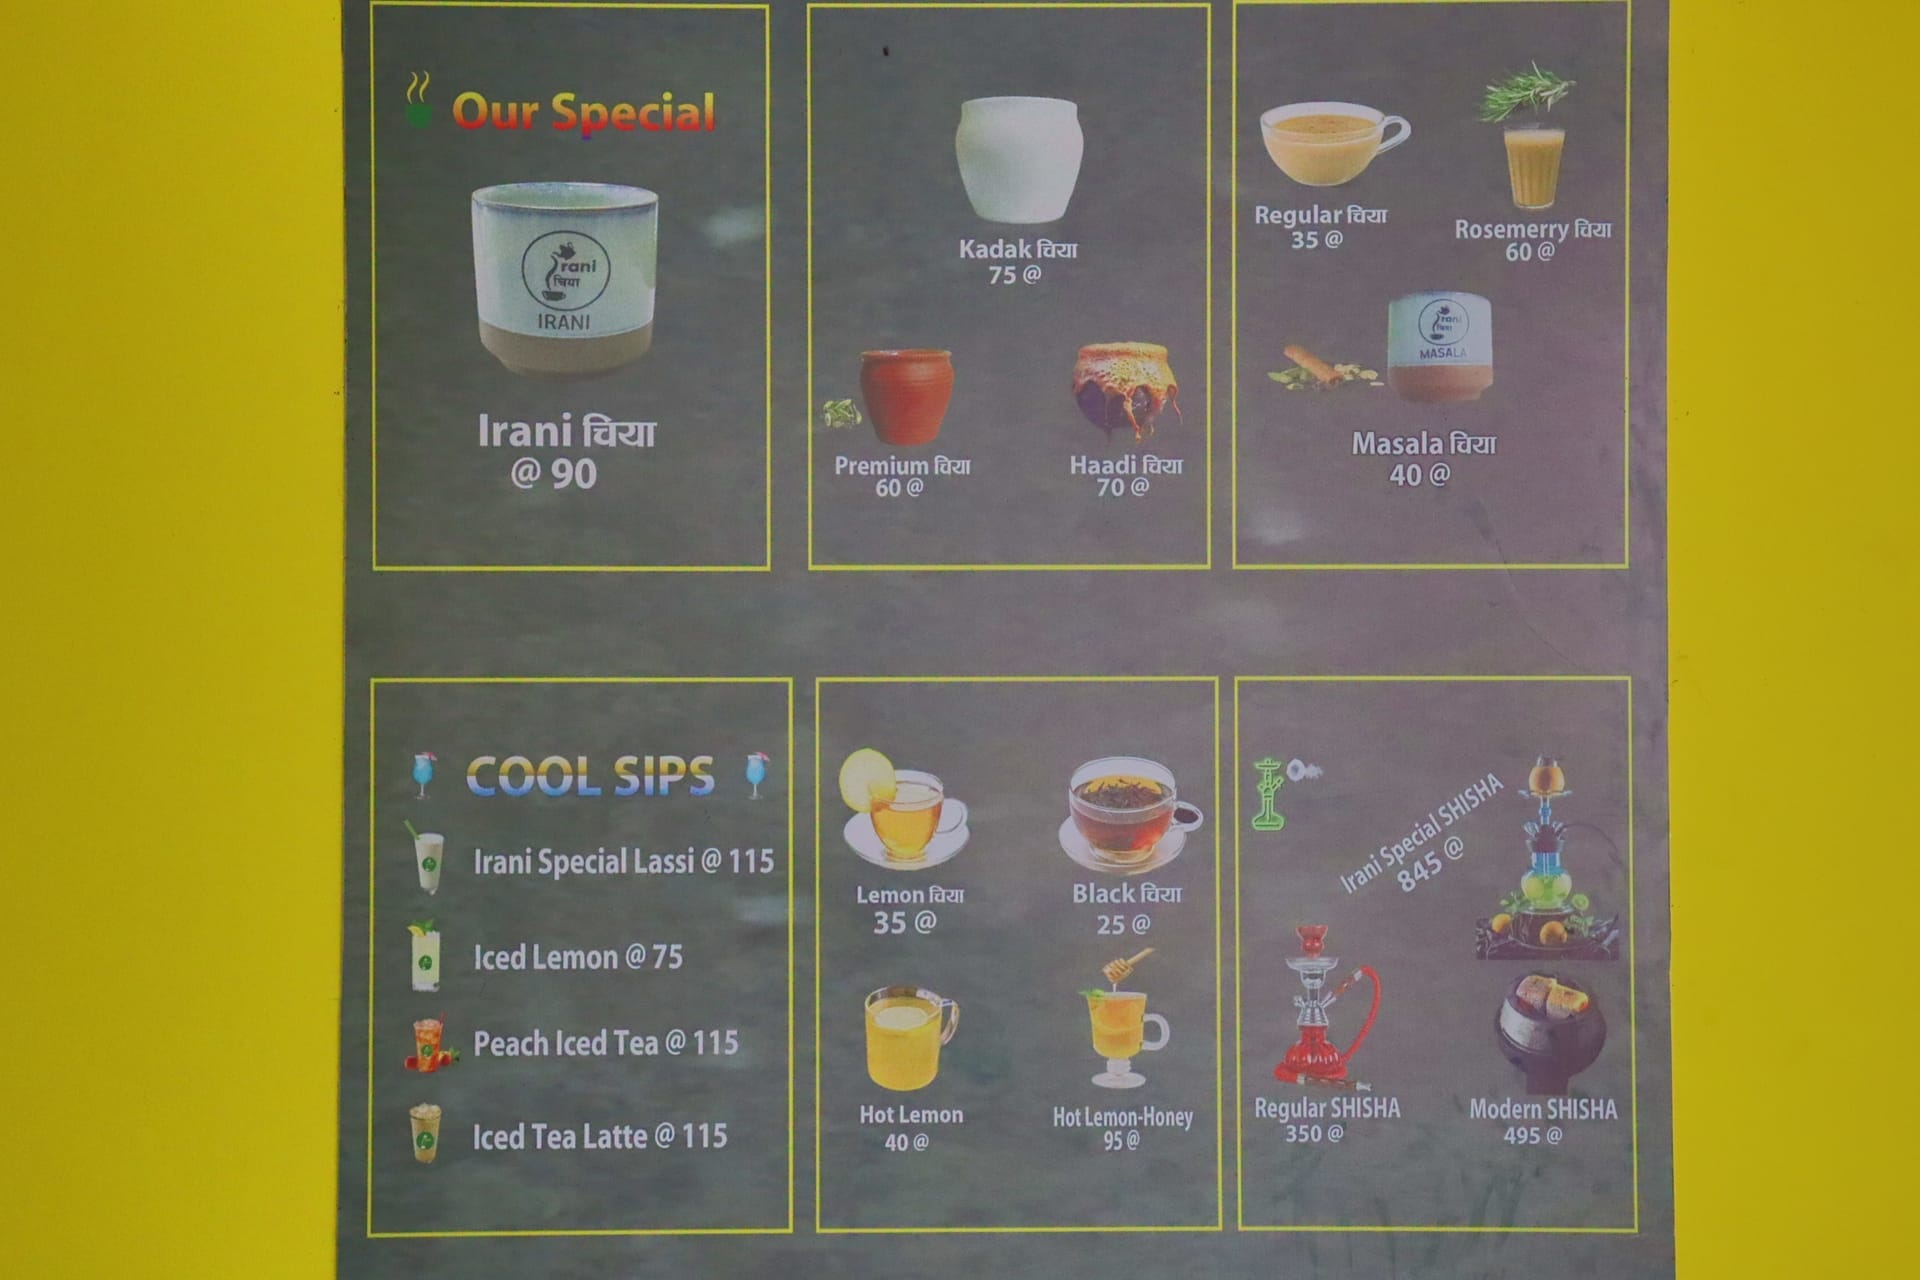 Our Special
Irani
चिया
IRANI
Irani चिया
@ 90
Kadak चिया
75 @
Premium चिया
60 @
Haadi चिया
70 @
Regular चिया
35 @
Rosemerry चिया
60 @
Irani
चिया
MASALA
Masala चिया
40 @
COOL SIPS
Irani Special Lassi @ 115
Iced Lemon @ 75
Peach Iced Tea @ 115
Iced Tea Latte @ 115
Lemon चिया
35 @
Black चिया
25 @
Hot Lemon
40 @
Hot Lemon-Honey
95 @
Irani Special SHISHA
845 @
Regular SHISHA
350 @
Modern SHISHA
495 @